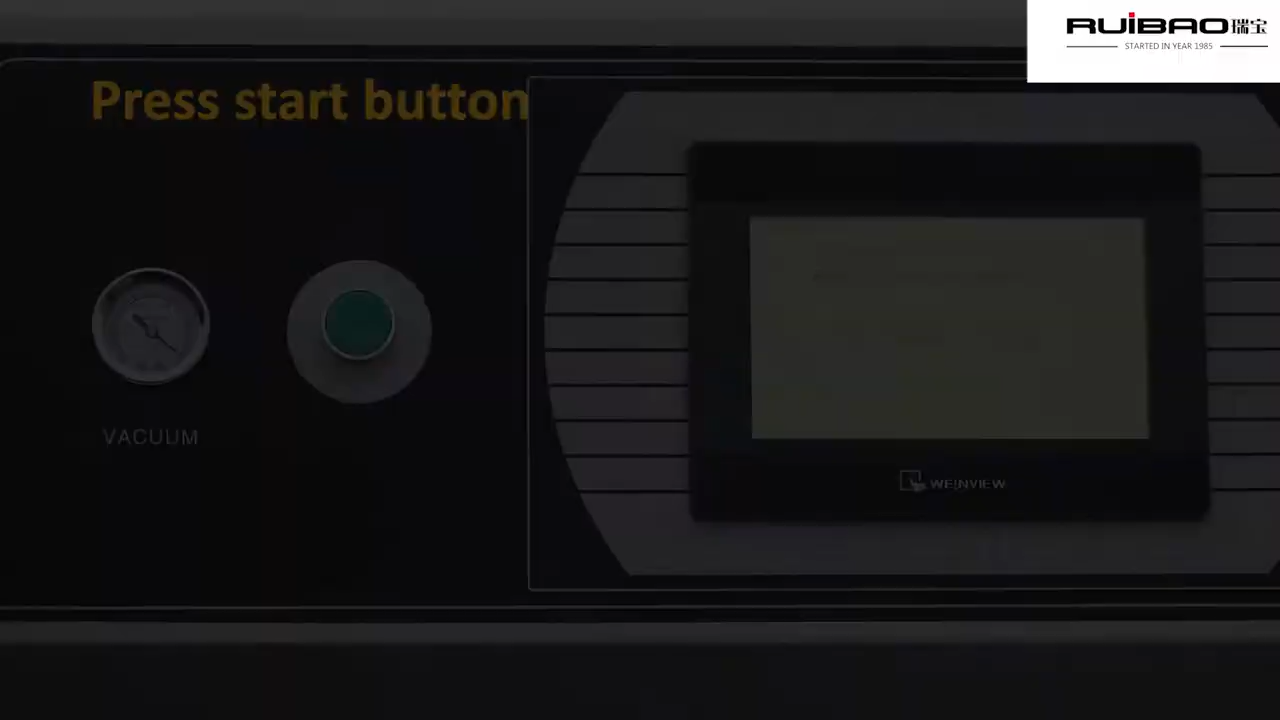 RUIBAO瑞宝
STARTED IN YEAR 1985
Press start button
VACUUM
WEINVIEW